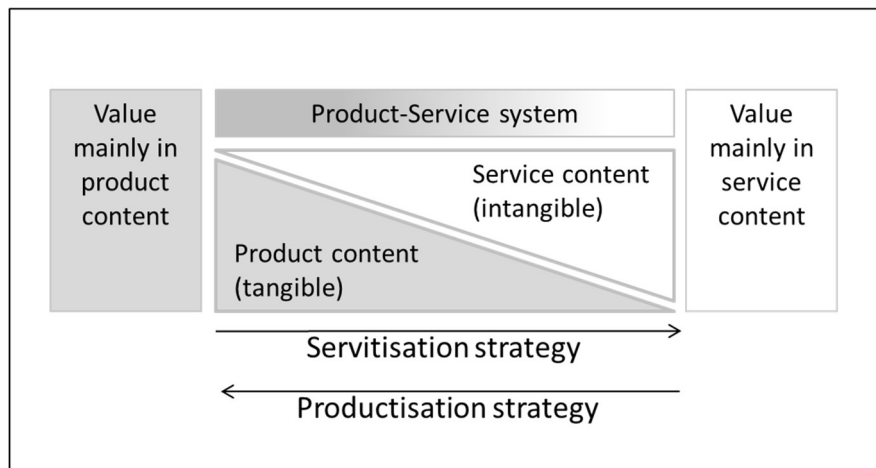 Value
mainly in
product
content
Product-Service system
Service content
(intangible)
Product content
(tangible)
Value
mainly in
service
content
Servitisation strategy
Productisation strategy